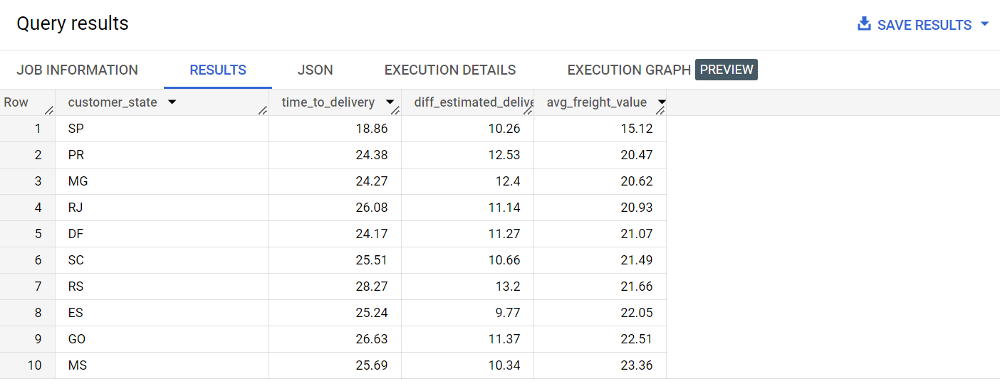 Query results SAVE RESULTS
JOB INFORMATION RESULTS JSON EXECUTION DETAILS EXECUTION GRAPH PREVIEW
Row customer_state time_to_delivery diff_estimated_delive avg_freight_value
1 SP 18.86 10.26 15.12
2 PR 24.38 12.53 20.47
3 MG 24.27 12.4 20.62
4 RJ 26.08 11.14 20.93
5 DF 24.17 11.27 21.07
6 SC 25.51 10.66 21.49
7 RS 28.27 13.2 21.66
8 ES 25.24 9.77 22.05
9 GO 26.63 11.37 22.51
10 MS 25.69 10.34 23.36